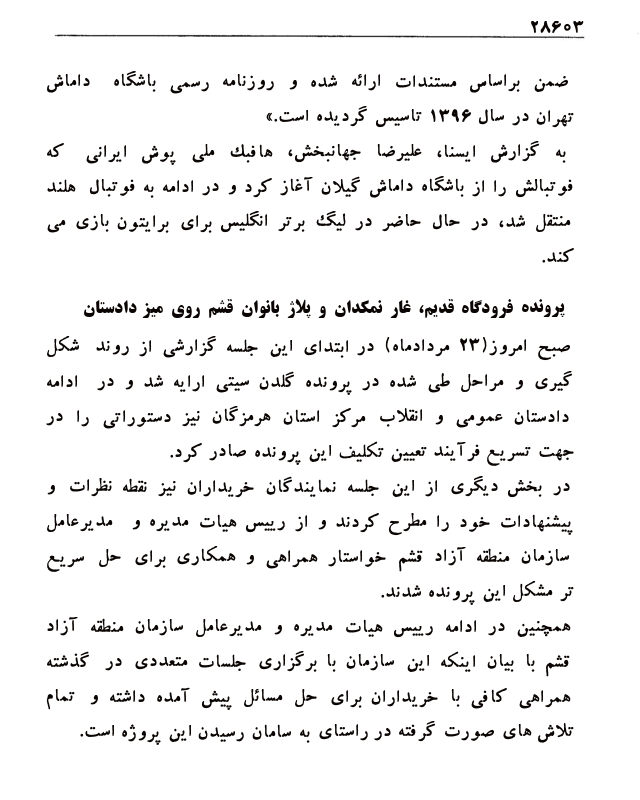 ۲۸۶۰۳
ضمن براساس مستندات ارائه شده و روزنامه رسمی باشگاه داماش
تهران در سال ۱۳۹۶ تاسیس گردیده است.»
به گزارش ایسنا، علیرضا جهانبخش، هافبك ملی پوش ایرانی که
فوتبالش را از باشگاه داماش گیلان آغاز کرد و در ادامه به فوتبال هلند
منتقل شد، در حال حاضر در لیگ برتر انگلیس برای برایتون بازی می
کند.
پرونده فرودگاه قدیم، غار نمکدان و پلاژ بانوان قشم روی میز دادستان
صبح امروز(۲۳ مردادماه) در ابتدای این جلسه گزارشی از روند شکل
گیری و مراحل طی شده در پرونده گلدن سیتی ارایه شد و در ادامه
دادستان عمومی و انقلاب مرکز استان هرمزگان نیز دستوراتی را در
جهت تسریع فرآیند تعیین تکلیف این پرونده صادر کرد.
در بخش دیگری از این جلسه نمایندگان خریداران نیز نقطه نظرات و
پیشنهادات خود را مطرح کردند و از رییس هیات مدیره و مدیرعامل
سازمان منطقه آزاد قشم خواستار همراهی و همکاری برای حل سریع
تر مشکل این پرونده شدند.
همچنین در ادامه رییس هیات مدیره و مدیرعامل سازمان منطقه آزاد
قشم با بیان اینکه این سازمان با برگزاری جلسات متعددی در گذشته
همراهی کافی با خریداران برای حل مسائل پیش آمده داشته و تمام
تلاش های صورت گرفته در راستای به سامان رسیدن این پروژه است.